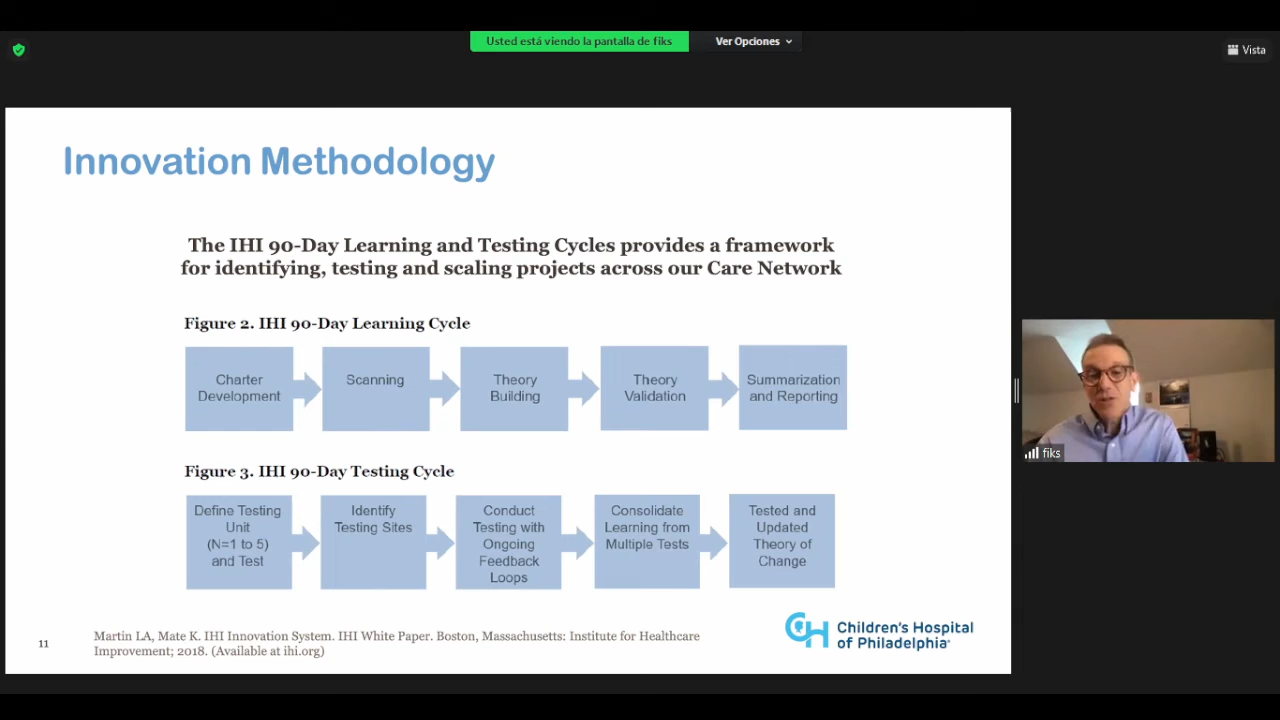 Usted está viendo la pantalla de fiks
Ver Opciones
Vista
Innovation Methodology
The IHI 90-Day Learning and Testing Cycles provides a framework
for identifying, testing and scaling projects across our Care Network
Figure 2. IHI 90-Day Learning Cycle
Charter
Development
Scanning
Theory
Building
Theory
Validation
Summarization
and Reporting
Figure 3. IHI 90-Day Testing Cycle
Define Testing
Unit
(N=1 to 5)
and Test
Identify
Testing Sites
Conduct
Testing with
Ongoing
Feedback
Loops
Consolidate
Learning from
Multiple Tests
Tested and
Updated
Theory of
Change
11
Martin LA, Mate K. IHI Innovation System. IHI White Paper. Boston, Massachusetts: Institute for Healthcare
Improvement; 2018. (Available at ihi.org)
CH
Children's Hospital
of Philadelphia
fiks